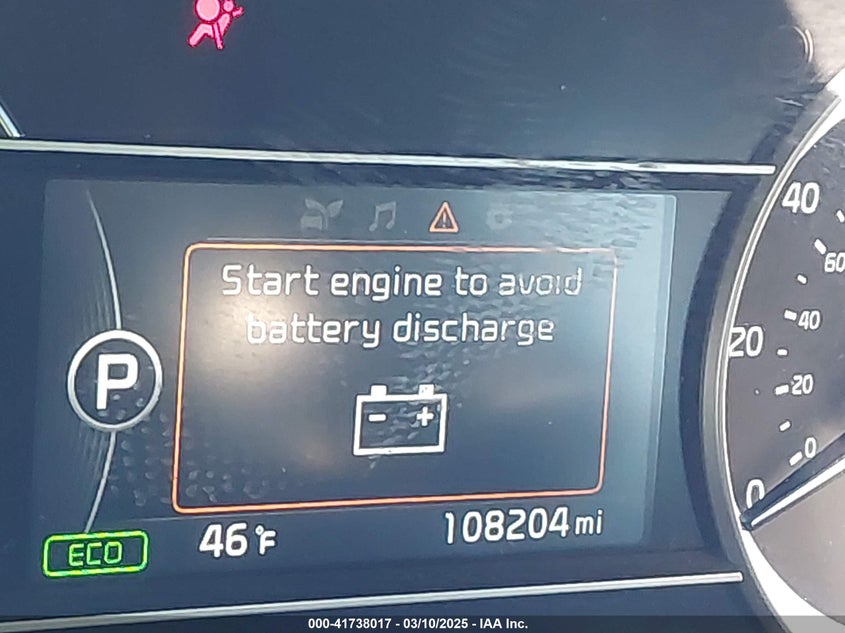 Start engine to avoid
battery discharge
P
- +
ECO
46°F
108204 mi
40
20
0
60
40
20
0
000-41738017 - 03/10/2025 - IAA Inc.